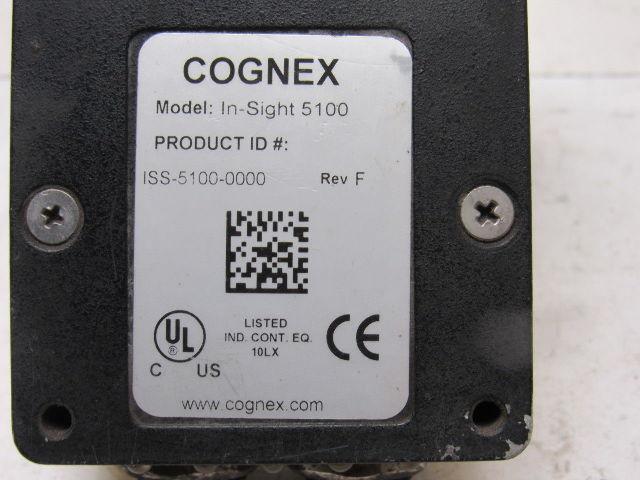 COGNEX
Model: In-Sight 5100
PRODUCT ID #:
ISS-5100-0000 Rev F
UL
®
C US
LISTED
IND. CONT. EQ.
10LX
CE
www.cognex.com